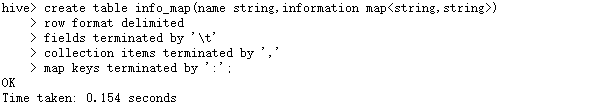 hive> create table info_map(name string,information map<string,string>)
    > row format delimited
    > fields terminated by '\t'
    > collection items terminated by ','
    > map keys terminated by ':';
OK
Time taken: 0.154 seconds